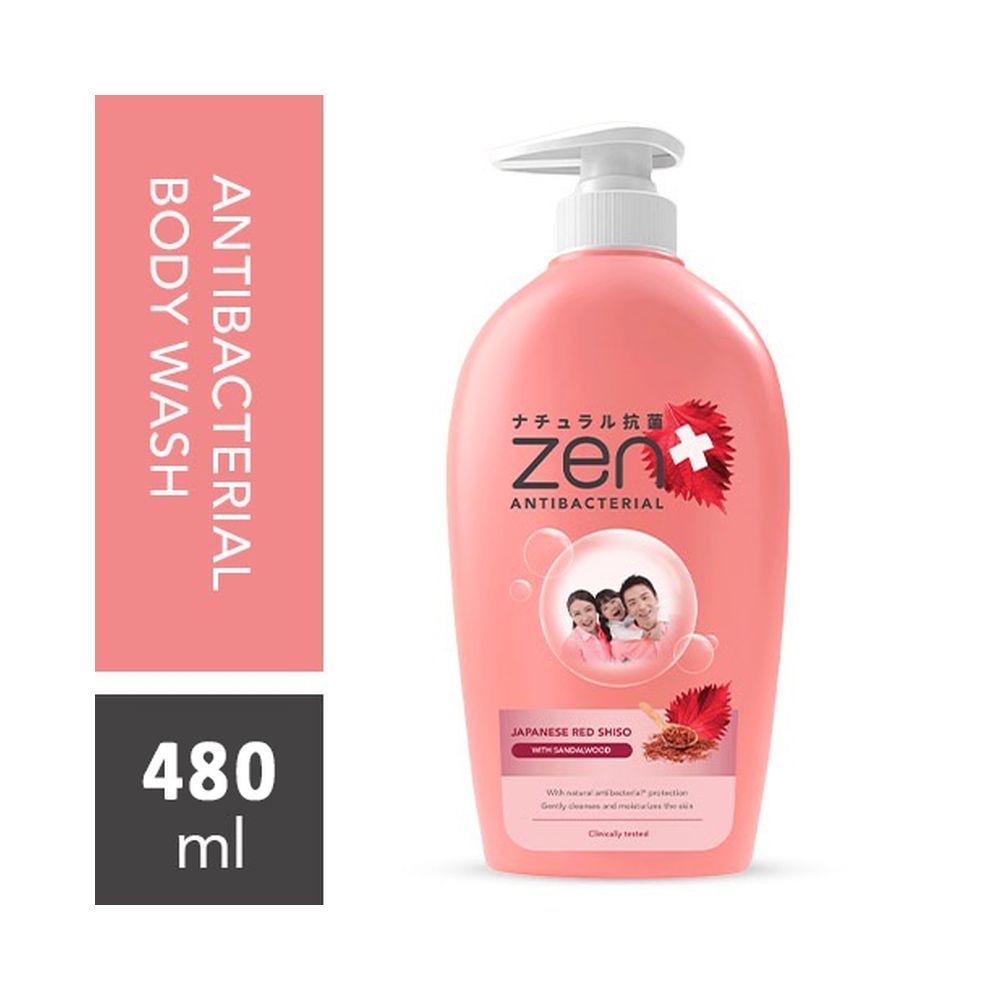 ANTIBACTERIAL
BODY WASH
480
ml
ナチュラル抗菌
zen
ANTIBACTERIAL
JAPANESE RED SHISO
WITH SANDALWOOD
With natural antibacterial* protection
Gently cleanses and moisturizes the skin
Clinically tested